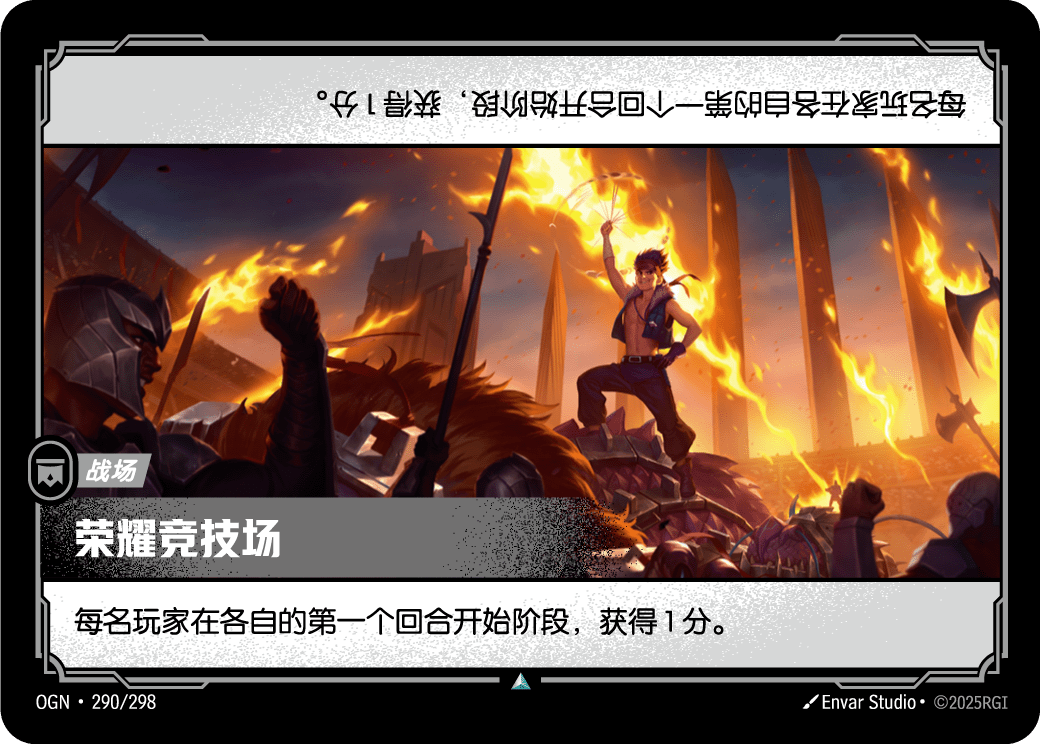 每名玩家在各自的第一个回合开始阶段，获得1分。
战场
荣耀竞技场
每名玩家在各自的第一个回合开始阶段，获得1分。
OGN • 290/298
Envar Studio • ©2025RGI